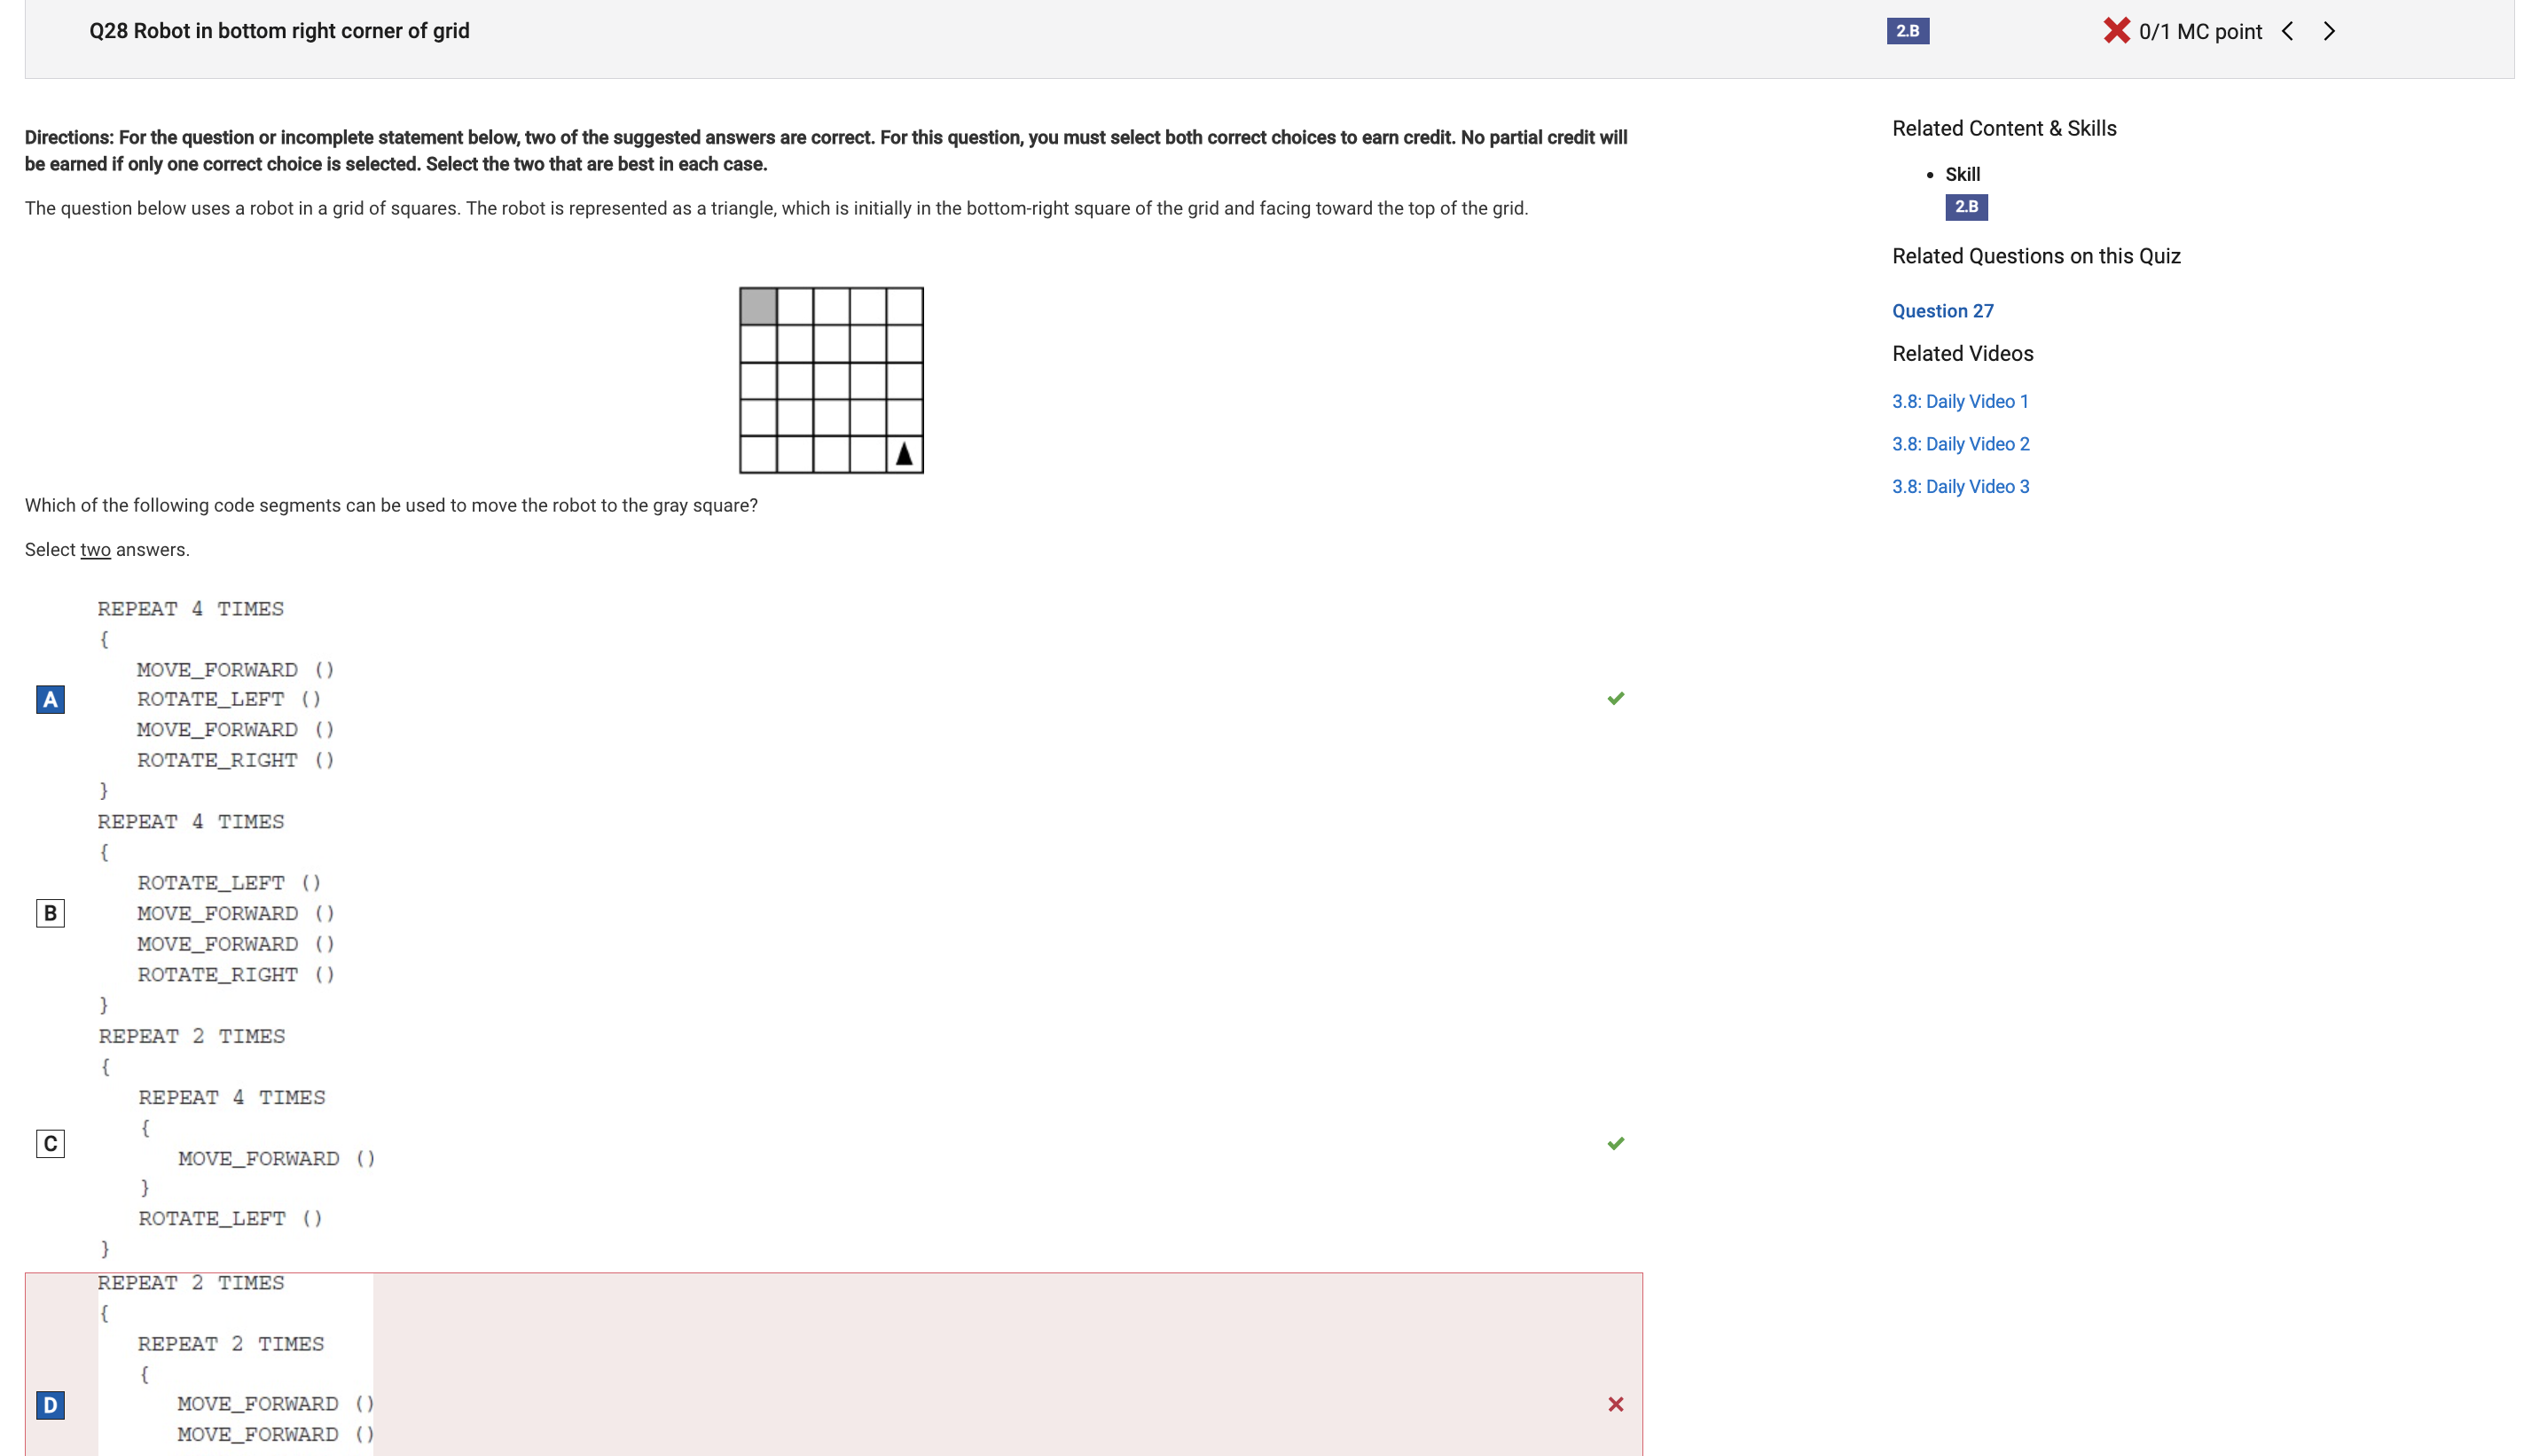 Q28 Robot in bottom right corner of grid
2.B
0/1 MC point
Directions: For the question or incomplete statement below, two of the suggested answers are correct. For this question, you must select both correct choices to earn credit. No partial credit will
be earned if only one correct choice is selected. Select the two that are best in each case.
The question below uses a robot in a grid of squares. The robot is represented as a triangle, which is initially in the bottom-right square of the grid and facing toward the top of the grid.
Which of the following code segments can be used to move the robot to the gray square?
Select two answers.
A
REPEAT 4 TIMES
{
MOVE_FORWARD ()
ROTATE_LEFT ()
MOVE_FORWARD ()
ROTATE_RIGHT ()
}
B
REPEAT 4 TIMES
{
ROTATE_LEFT ()
MOVE_FORWARD ()
MOVE_FORWARD ()
ROTATE_RIGHT ()
}
C
REPEAT 2 TIMES
{
REPEAT 4 TIMES
{
MOVE_FORWARD ()
}
ROTATE_LEFT ()
}
D
REPEAT 2 TIMES
{
REPEAT 2 TIMES
{
MOVE_FORWARD ()
MOVE_FORWARD ()
Related Content & Skills
• Skill
2.B
Related Questions on this Quiz
Question 27
Related Videos
3.8: Daily Video 1
3.8: Daily Video 2
3.8: Daily Video 3